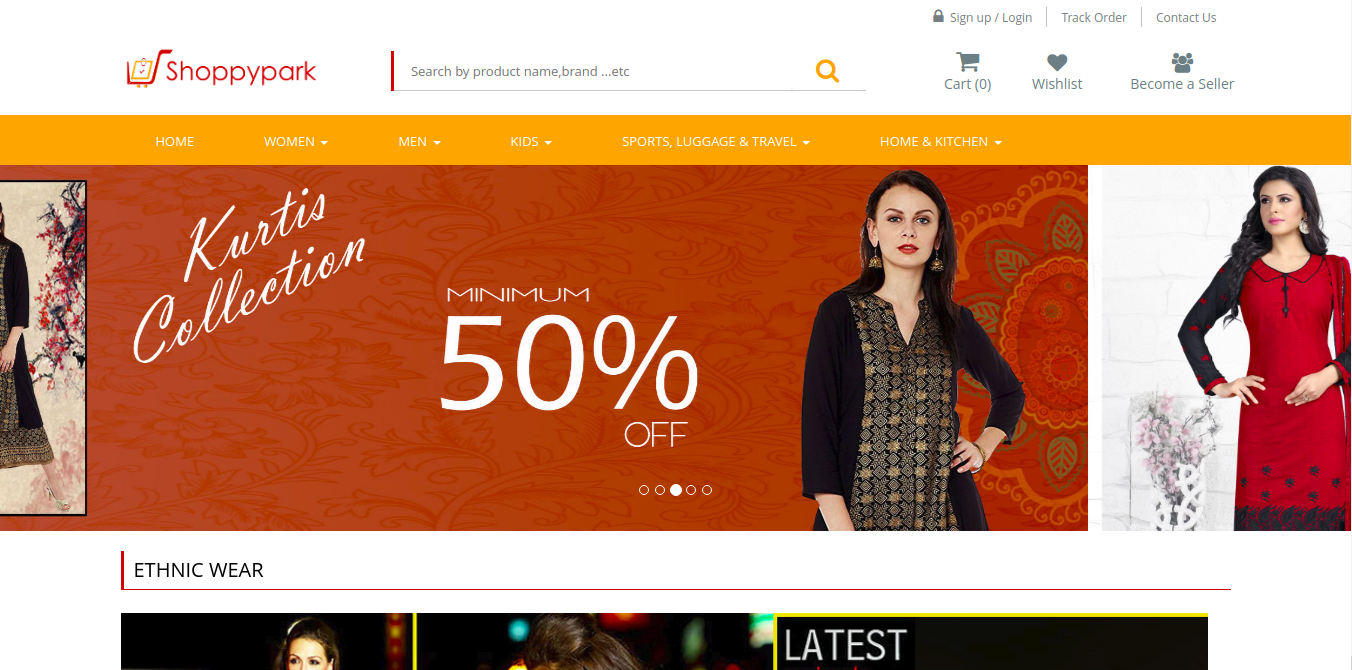 Sign up / Login
Track Order
Contact Us
Shoppypark
Search by product name,brand ...etc
Cart (0)
Wishlist
Become a Seller
HOME
WOMEN
MEN
KIDS
SPORTS, LUGGAGE & TRAVEL
HOME & KITCHEN
Kurtis
Collection
MINIMUM
50%
OFF
ETHNIC WEAR
LATEST